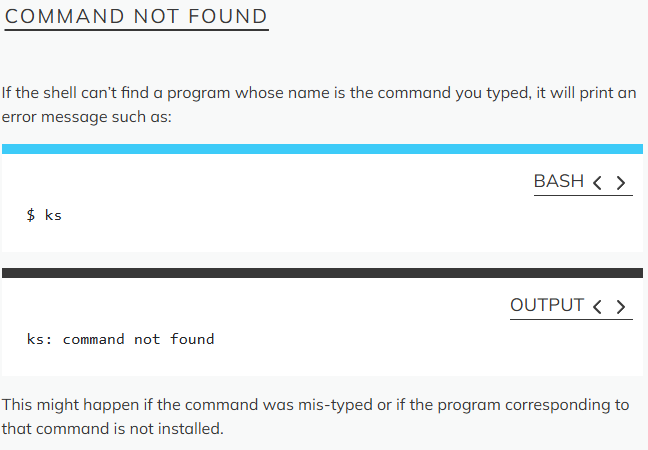 COMMAND NOT FOUND
If the shell can't find a program whose name is the command you typed, it will print an
error message such as:
BASH < >
$ ks
OUTPUT < >
ks: command not found
This might happen if the command was mis-typed or if the program corresponding to
that command is not installed.